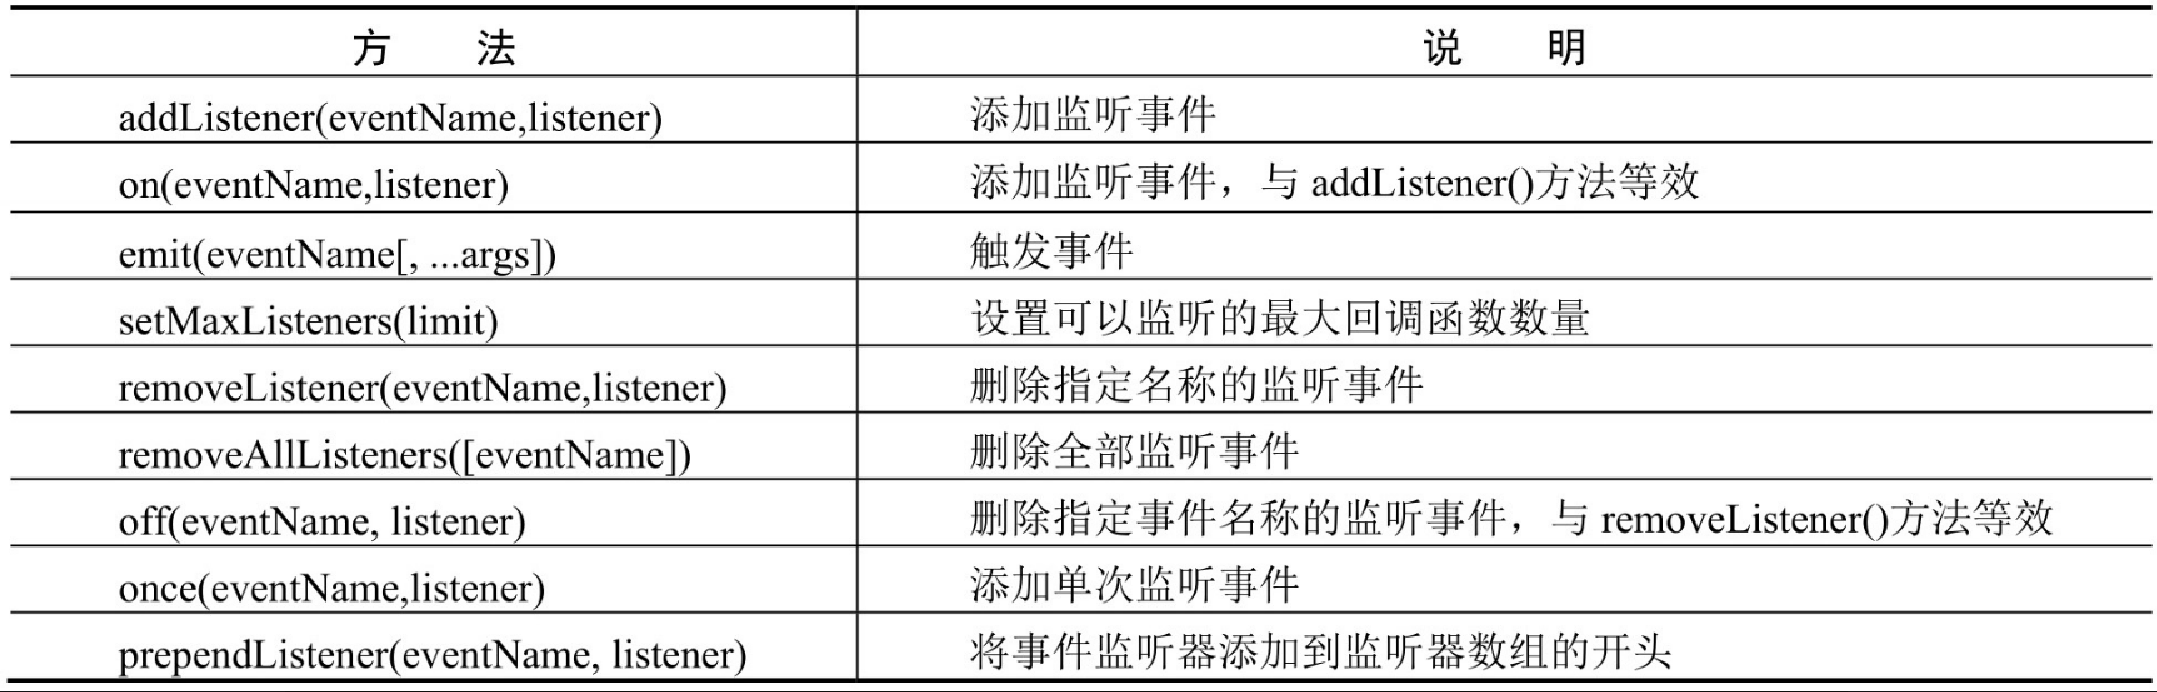 方 法 说 明
addListener(eventName,listener) 添加监听事件
on(eventName,listener) 添加监听事件，与 addListener()方法等效
emit(eventName[, ...args]) 触发事件
setMaxListeners(limit) 设置可以监听的最大回调函数数量
removeListener(eventName,listener) 删除指定名称的监听事件
removeAllListeners([eventName]) 删除全部监听事件
off(eventName, listener) 删除指定事件名称的监听事件，与 removeListener()方法等效
once(eventName,listener) 添加单次监听事件
prependListener(eventName, listener) 将事件监听器添加到监听器数组的开头